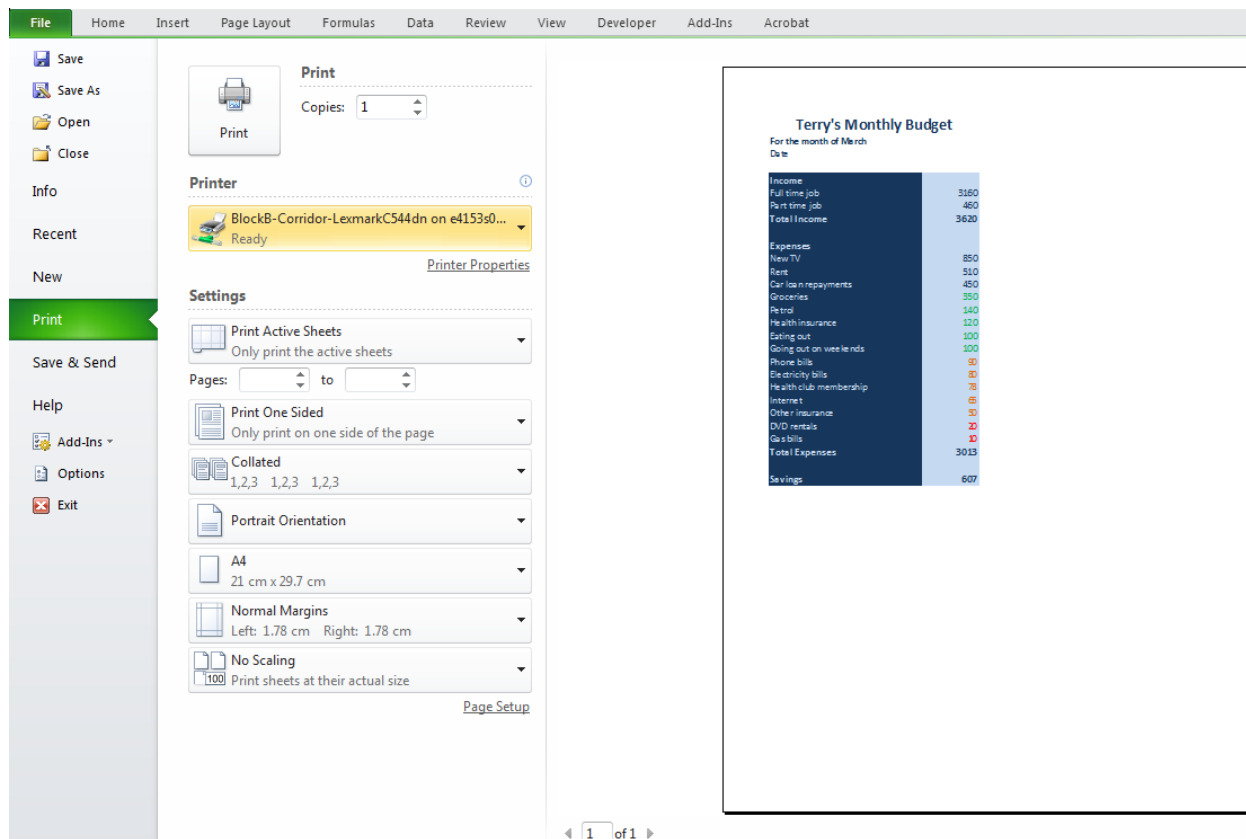 File Home Insert Page Layout Formulas Data Review View Developer Add-Ins Acrobat
Save
Save As
Open
Close
Info
Recent
New
Print
Save & Send
Help
Add-Ins
Options
Exit
Print
Print
Copies: 1
Printer
BlockB-Corridor-LexmarkC544dn on e4153s0...
Ready
Printer Properties
Settings
Print Active Sheets
Only print the active sheets
Pages: to
Print One Sided
Only print on one side of the page
Collated
1,2,3 1,2,3 1,2,3
Portrait Orientation
A4
21 cm x 29.7 cm
Normal Margins
Left: 1.78 cm Right: 1.78 cm
No Scaling
100
Print sheets at their actual size
Page Setup
Terry's Monthly Budget
For the month of March
Date
Income
Full time job 3160
Part time job 460
Total Income 3620
Expenses
New TV 850
Rent 510
Car loan repayments 450
Groceries 350
Petrol 140
Health insurance 120
Eating out 100
Going out on weekends 100
Phone bills 90
Electricity bills 80
Health club membership 78
Internet 65
Other insurance 50
DVD rentals 20
Gas bills 10
Total Expenses 3013
Savings 607
1 of 1